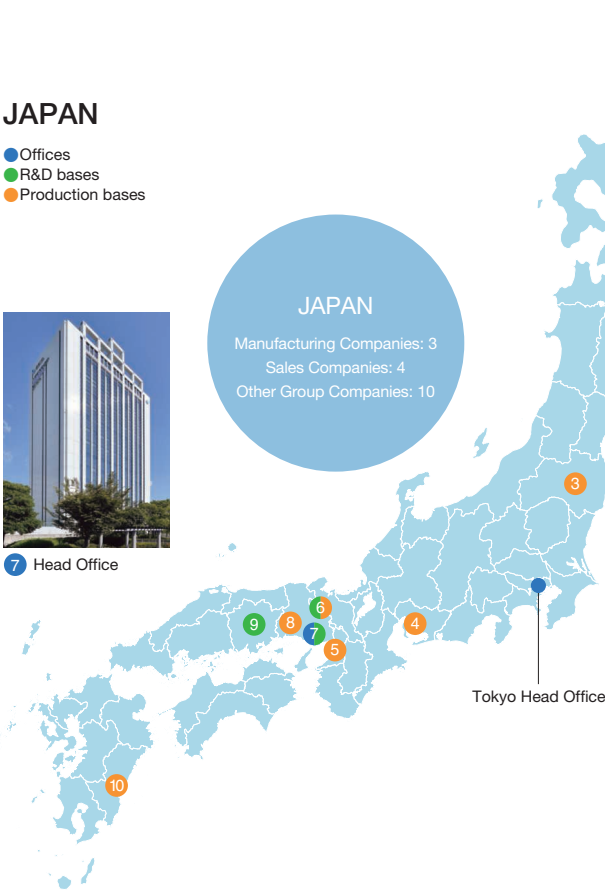 JAPAN
Offices
R&D bases
Production bases
JAPAN
Manufacturing Companies: 3
Sales Companies: 4
Other Group Companies: 10
3
7 Head Office
6
9
8
7
4
5
Tokyo Head Office
10